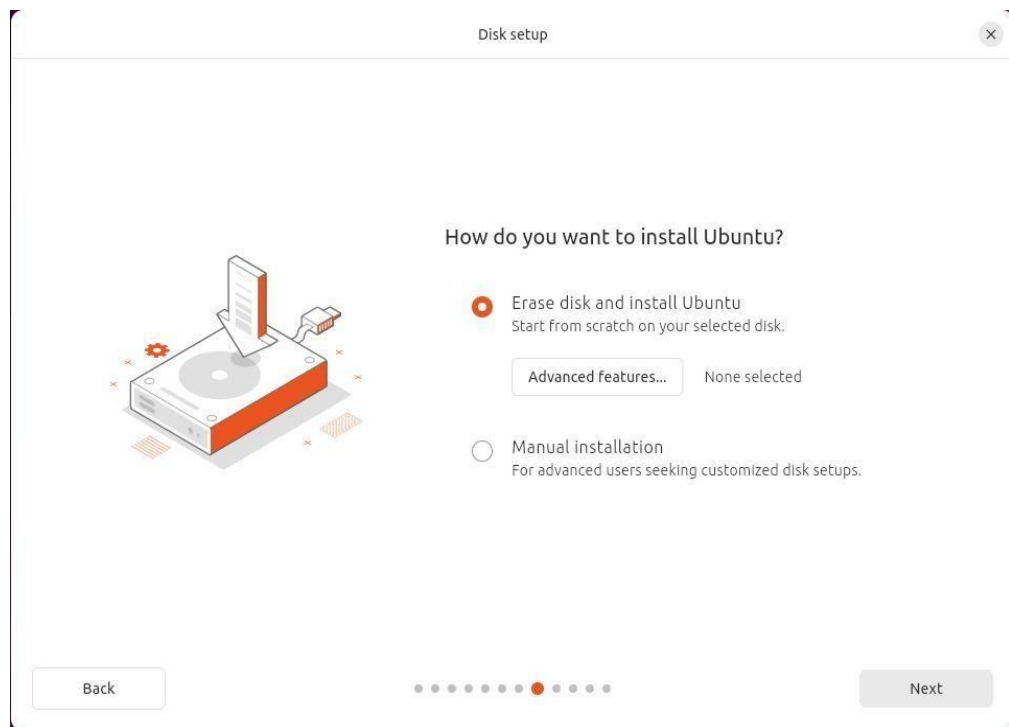 Disk setup
How do you want to install Ubuntu?
Erase disk and install Ubuntu
Start from scratch on your selected disk.
Advanced features... None selected
Manual installation
For advanced users seeking customized disk setups.
Back Next